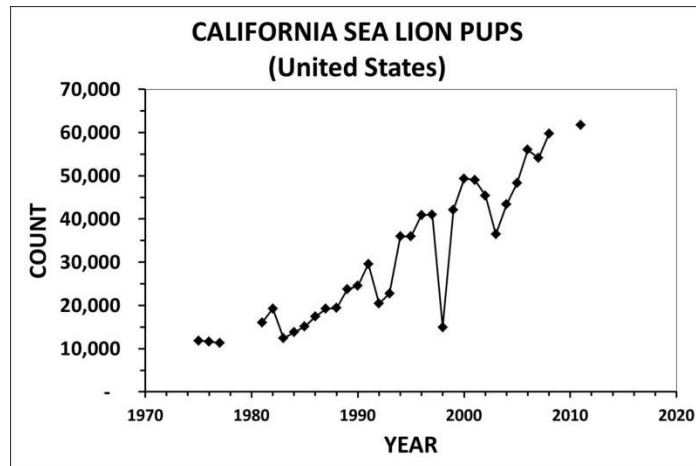 CALIFORNIA SEA LION PUPS
(United States)
70,000
60,000
50,000
40,000
30,000
20,000
10,000
-
COUNT
1970 1980 1990 2000 2010 2020
YEAR